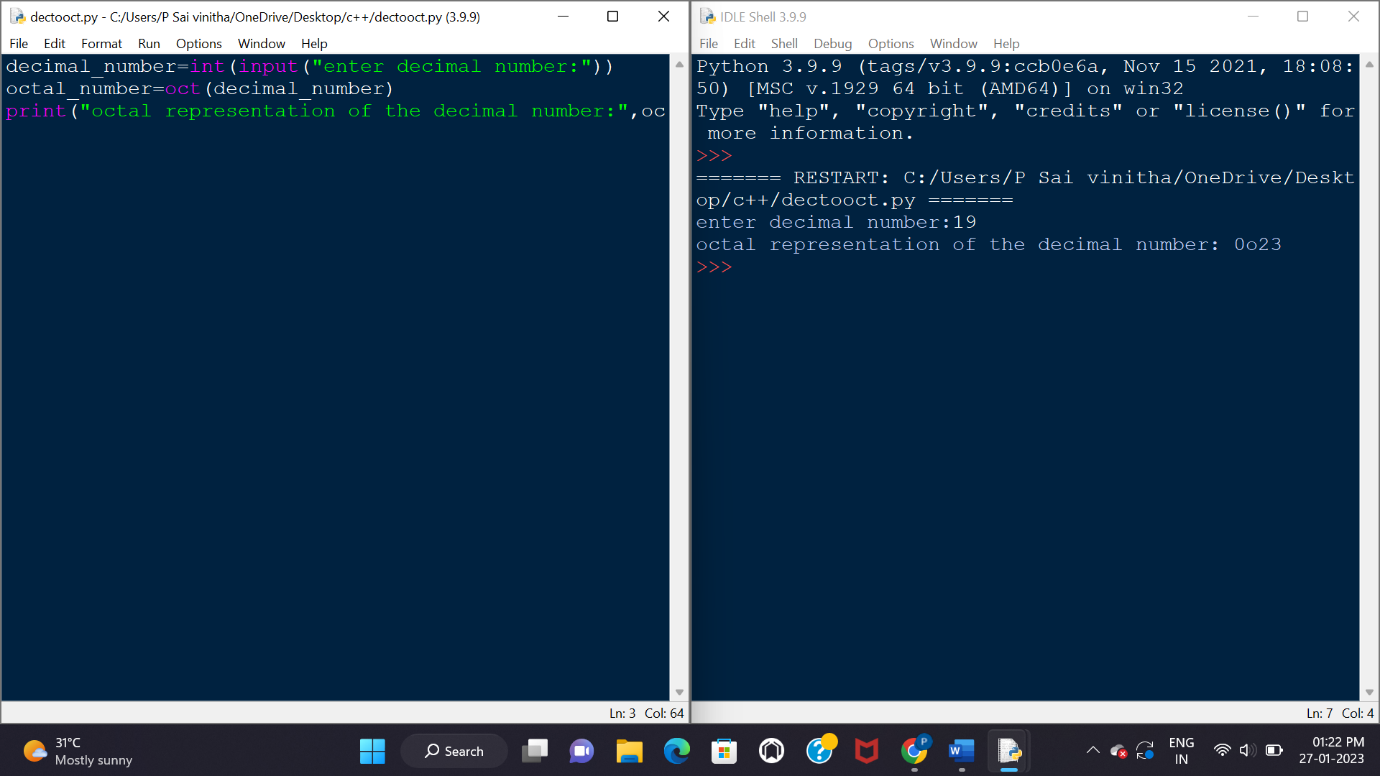 dectooct.py - C:/Users/P Sai vinitha/OneDrive/Desktop/c++/dectooct.py (3.9.9)
File Edit Format Run Options Window Help
decimal_number=int(input("enter decimal number:"))
octal_number=oct(decimal_number)
print("octal representation of the decimal number:",oc
Ln: 3 Col: 64
IDLE Shell 3.9.9
File Edit Shell Debug Options Window Help
Python 3.9.9 (tags/v3.9.9:ccb0e6a, Nov 15 2021, 18:08:
50) [MSC v.1929 64 bit (AMD64)] on win32
Type "help", "copyright", "credits" or "license()" for
more information.
>>>
======= RESTART: C:/Users/P Sai vinitha/OneDrive/Deskt
op/c++/dectooct.py =======
enter decimal number:19
octal representation of the decimal number: 0o23
>>>
Ln: 7 Col: 4
31°C
Mostly sunny
Search
P
W
ENG
IN
01:22 PM
27-01-2023